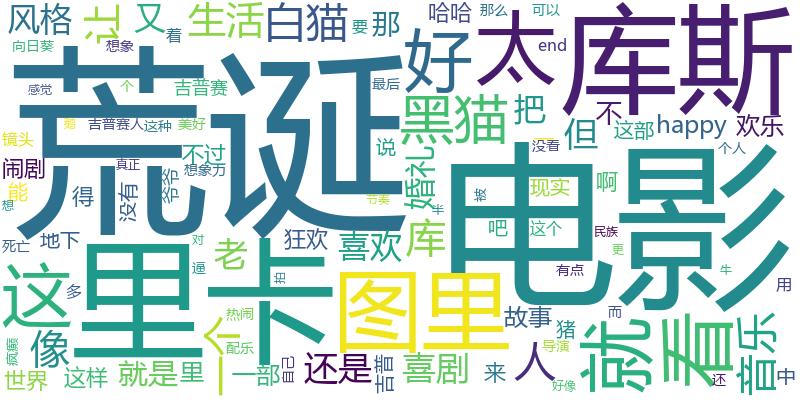 荒诞
电影
库斯
里
卡
图里
太
好
黑猫
白猫
生活
让
又
着
风格
那
要
哈哈
那么
可以
向日葵
想象
感觉
个
吉普赛
最后
end
把
不
happy
欢乐
但
这部
没看
个人
吉普赛人
这种
美好
镜头
真正
想象力
不过
说
闹剧
能
得
没有
爷爷
婚礼
现实
啊
节奏
被
想
死亡
地下
对
狂欢
喜欢
库
吧
这个
民族
老
逼
拍
有点
更
牛
用
这
多
像
疯癫
热闹
配乐
一个
世界
这样
就是
里
一部
自己
还是
吉普
喜剧
故事
猪
导演
来
人
好像
而
就
看
还
音乐
中
半